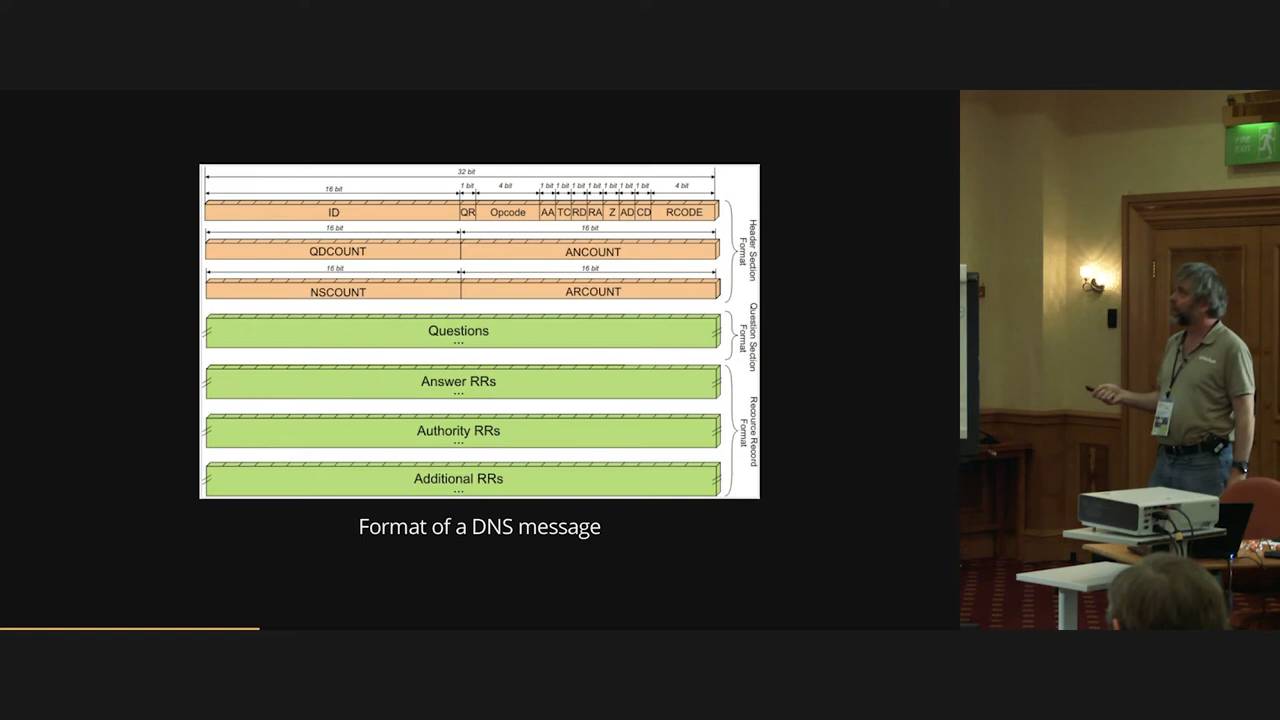 32 bit
16 bit 1 bit 4 bit 1 bit 1 bit 1 bit 1 bit 1 bit 1 bit 1 bit 4 bit
ID QR Opcode AA TC RD RA Z AD CD RCODE
16 bit 16 bit
QDCOUNT ANCOUNT
16 bit 16 bit
NSCOUNT ARCOUNT
Header Section
Format
Questions
...
Question Section
Format
Answer RRs
...
Authority RRs
...
Additional RRs
...
Recource Record
Format
Format of a DNS message
FIRE
EXIT